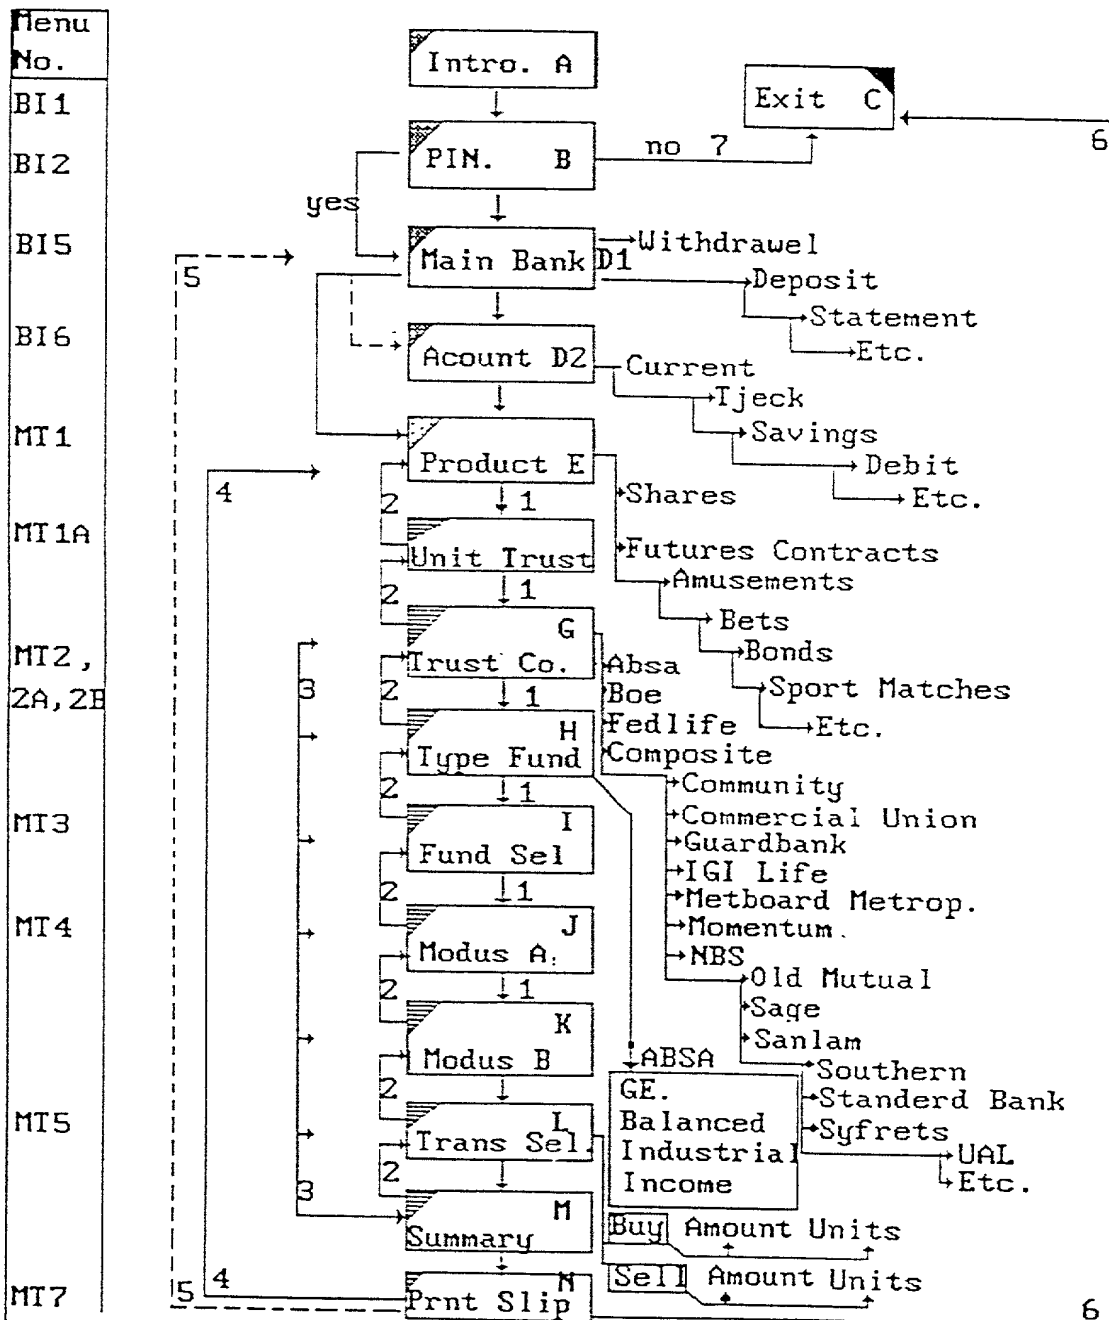 Menu
No.
BI1
BI2
BI5
BI6
MT1
MT1A
MT2,
2A,2B
MT3
MT4
MT5
MT7
Intro. A
Exit C
6
PIN. B
no 7
yes
Main Bank D1
Withdrawel
Deposit
Statement
Etc.
5
Acount D2
Current
Tjeck
Savings
Debit
Etc.
Product E
4
2
1
Shares
Futures Contracts
Amusements
Bets
Bonds
Sport Matches
Etc.
Unit Trust
2
1
G
Trust Co.
3
2
1
Absa
Boe
Fedlife
Composite
Community
Commercial Union
Guardbank
IGI Life
Metboard Metrop.
Momentum.
NBS
Old Mutual
Sage
Sanlam
Southern
Standerd Bank
Syfrets
UAL
Etc.
H
Type Fund
2
1
I
Fund Sel
2
1
J
Modus A.
2
1
K
Modus B
2
ABSA
GE.
Balanced
Industrial
Income
L
Trans Sel.
2
3
M
Summary
Buy Amount Units
Sell Amount Units
N
Prnt Slip
4
5
6